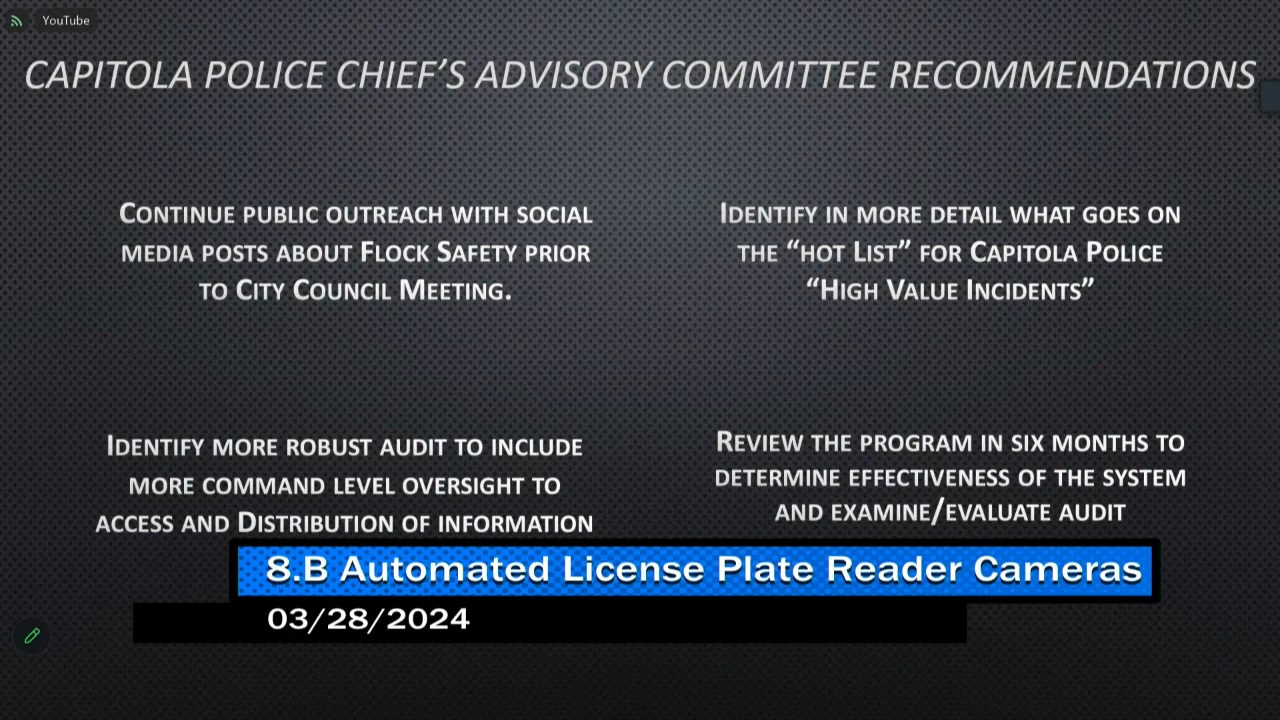 YouTube
CAPITOLA POLICE CHIEF’S ADVISORY COMMITTEE RECOMMENDATIONS
CONTINUE PUBLIC OUTREACH WITH SOCIAL
MEDIA POSTS ABOUT FLOCK SAFETY PRIOR
TO CITY COUNCIL MEETING.
IDENTIFY IN MORE DETAIL WHAT GOES ON
THE “HOT LIST” FOR CAPITOLA POLICE
“HIGH VALUE INCIDENTS”
IDENTIFY MORE ROBUST AUDIT TO INCLUDE
MORE COMMAND LEVEL OVERSIGHT TO
ACCESS AND DISTRIBUTION OF INFORMATION
REVIEW THE PROGRAM IN SIX MONTHS TO
DETERMINE EFFECTIVENESS OF THE SYSTEM
AND EXAMINE/EVALUATE AUDIT
8.B Automated License Plate Reader Cameras
03/28/2024